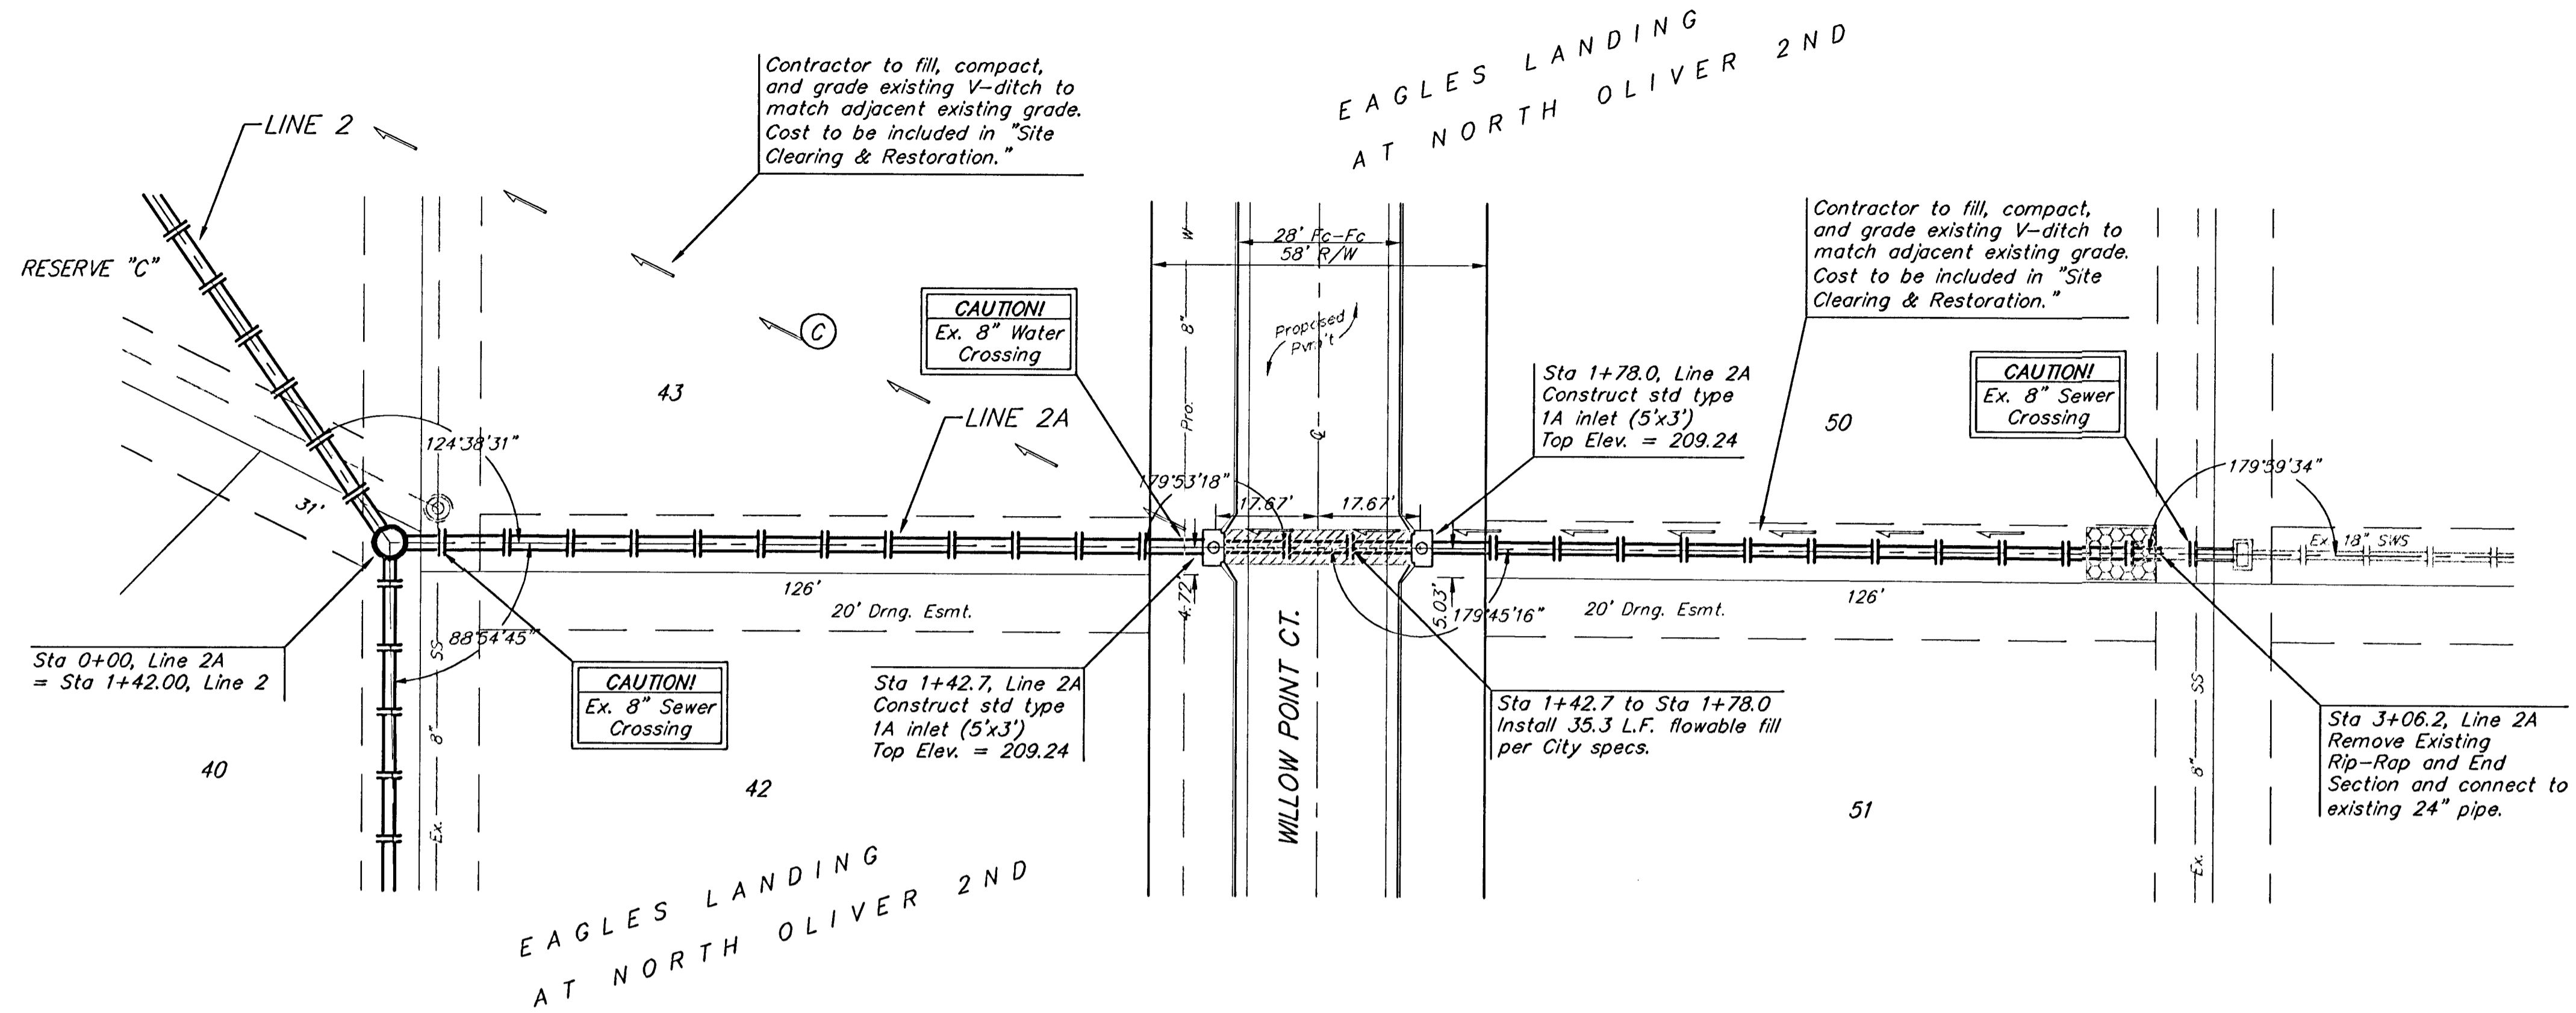 EAGLES LANDING
AT NORTH OLIVER 2ND
Contractor to fill, compact,
and grade existing V-ditch to
match adjacent existing grade.
Cost to be included in "Site
Clearing & Restoration."
LINE 2
RESERVE "C"
Contractor to fill, compact,
and grade existing V-ditch to
match adjacent existing grade.
Cost to be included in "Site
Clearing & Restoration."
28' Fc-Fc
58' R/W
W
Pro. 8"
CAUTION!
Ex. 8" Water
Crossing
C
Proposed
Pvm't
43
LINE 2A
℄
Sta 1+78.0, Line 2A
Construct std type
1A inlet (5'x3')
Top Elev. = 209.24
50
CAUTION!
Ex. 8" Sewer
Crossing
124°38'31"
179°53'18"
17.67'
17.67'
179°59'34"
31'
Ex. 18" SWS
126'
20' Drng. Esmt.
4.72'
5.03'
179°45'16"
20' Drng. Esmt.
126'
88°54'45"
Sta 0+00, Line 2A
= Sta 1+42.00, Line 2
CAUTION!
Ex. 8" Sewer
Crossing
Sta 1+42.7, Line 2A
Construct std type
1A inlet (5'x3')
Top Elev. = 209.24
WILLOW POINT CT.
Sta 1+42.7 to Sta 1+78.0
Install 35.3 L.F. flowable fill
per City specs.
Sta 3+06.2, Line 2A
Remove Existing
Rip-Rap and End
Section and connect to
existing 24" pipe.
Ex. 8" SS
Ex. 8" SS
40
42
51
EAGLES LANDING
AT NORTH OLIVER 2ND